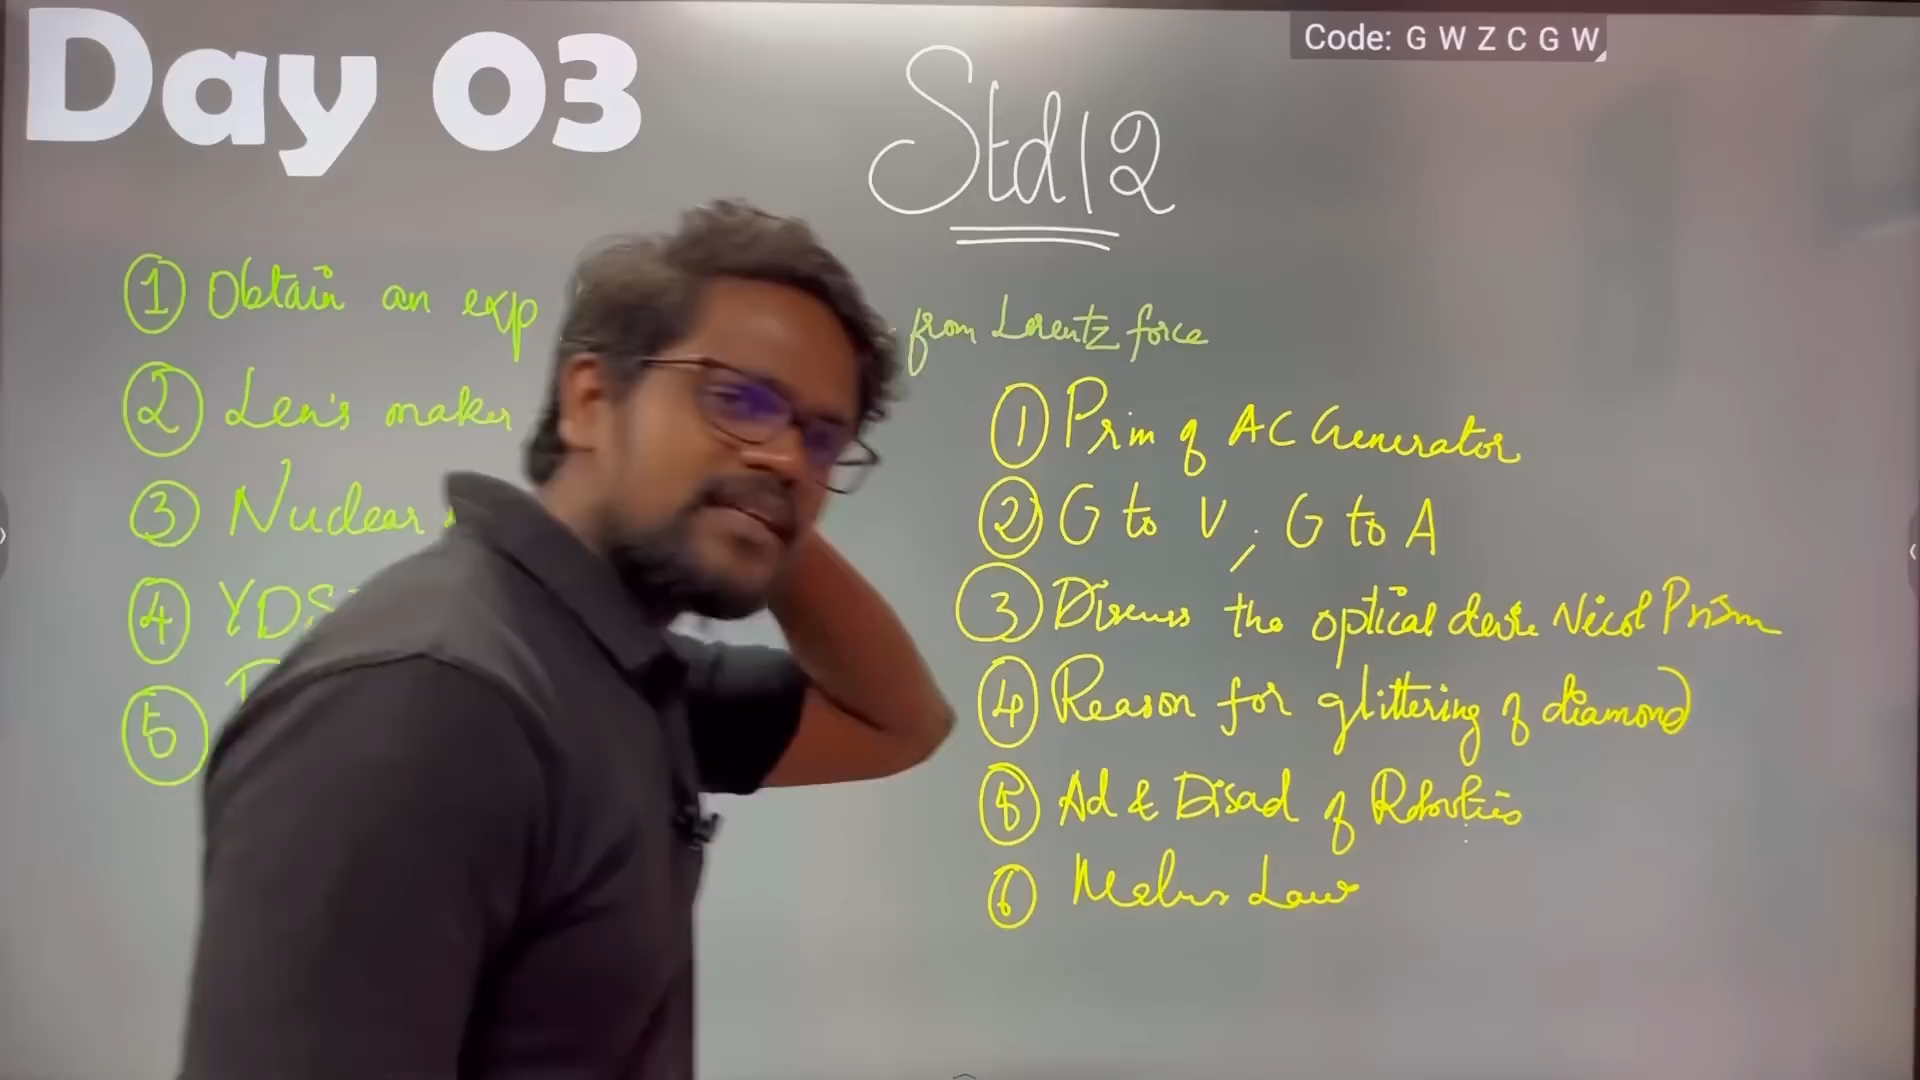 Day 03
Code: G W Z C G W
Std 12
① Obtain an exp from Lorentz force
② Len's maker
③ Nuclear
④ YDS
⑤
① Prin of AC Generator
② G to V ; G to A
③ Discuss the optical device Nicol Prism
④ Reason for glittering of diamond
⑤ Ad & Disad of Robotics
⑥ Malus Law